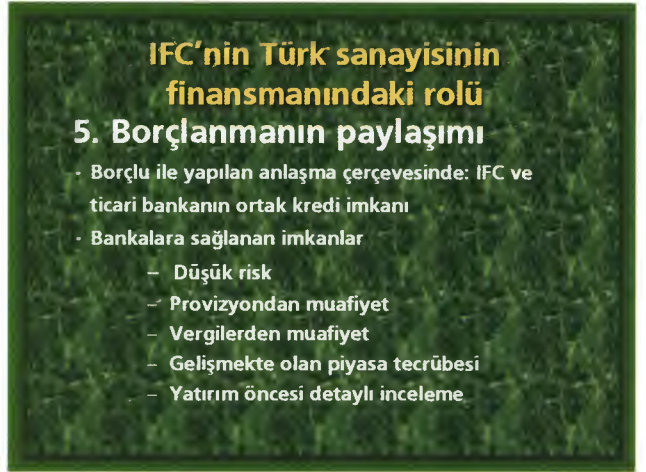 IFC'nin Türk sanayisinin
finansmanındaki rolü
5. Borçlanmanın paylaşımı
- Borçlu ile yapılan anlaşma çerçevesinde: IFC ve
ticari bankanın ortak kredi imkanı
- Bankalara sağlanan imkanlar
– Düşük risk
– Provizyondan muafiyet
– Vergilerden muafiyet
– Gelişmekte olan piyasa tecrübesi
– Yatırım öncesi detaylı inceleme